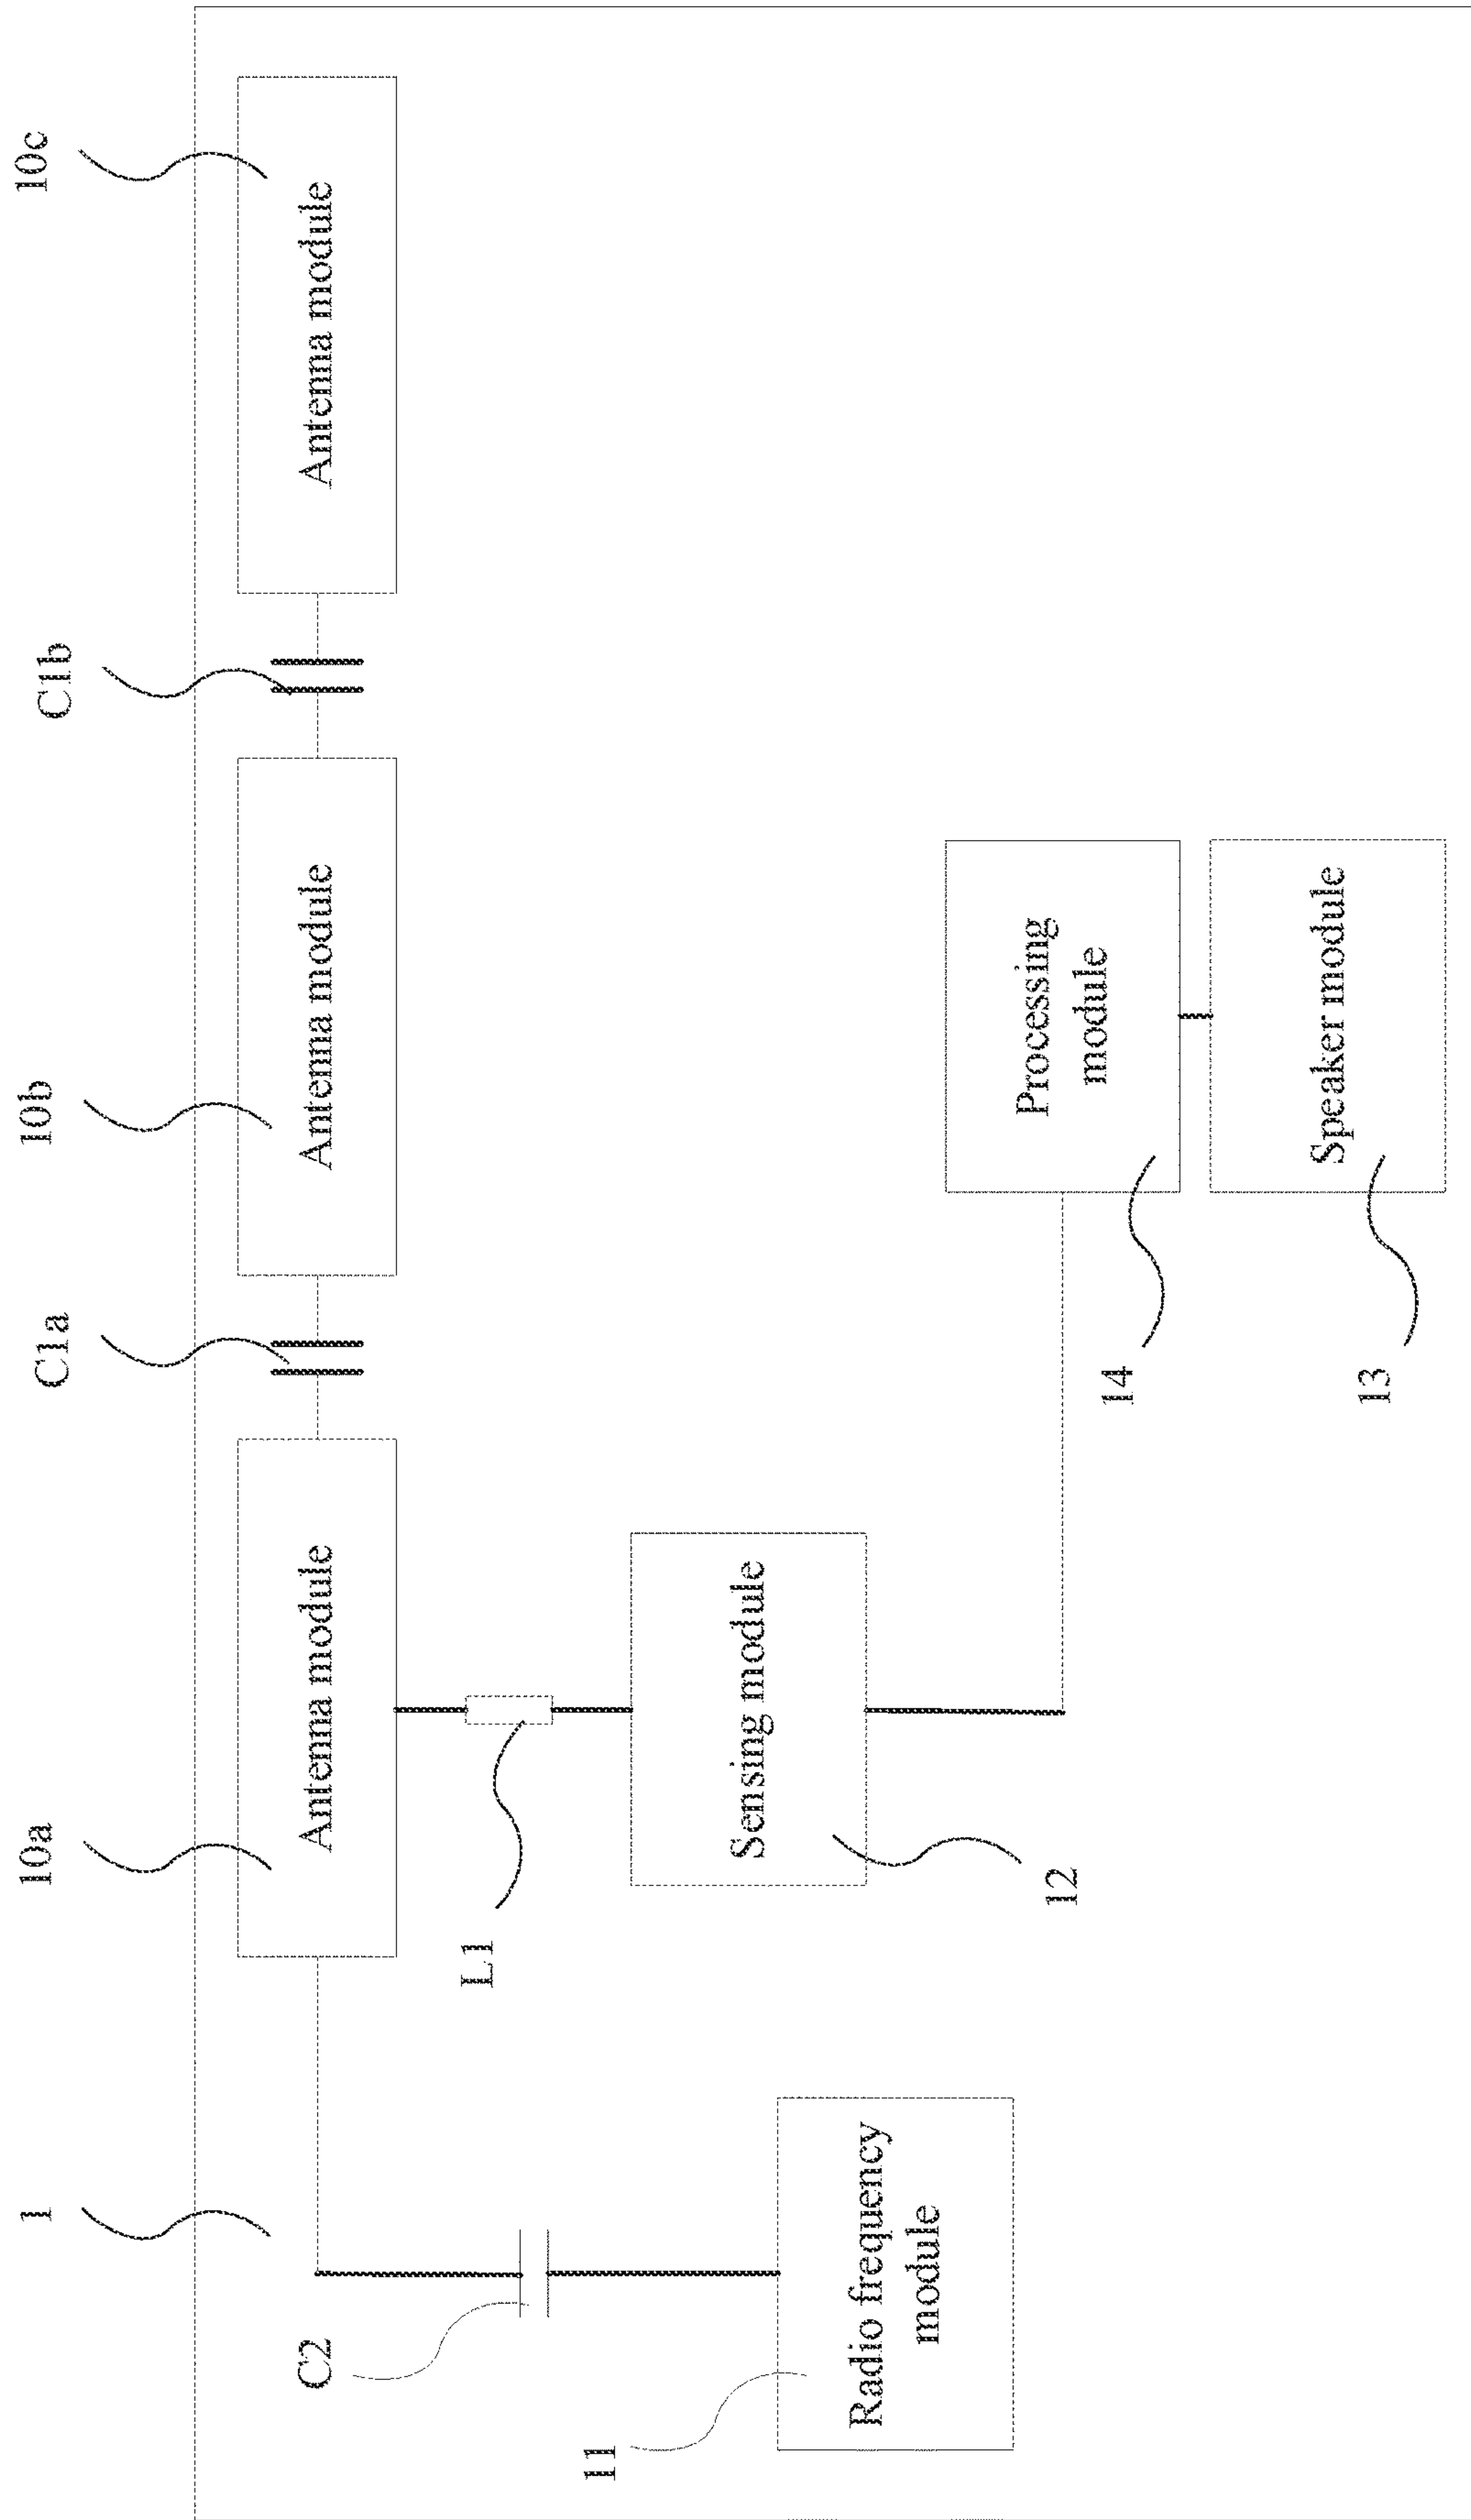 1
10a
C1a
10b
C1b
10c
Antenna module
Antenna module
Antenna module
C2
L1
11
Radio frequency
module
Sensing module
12
Processing
module
14
Speaker module
13